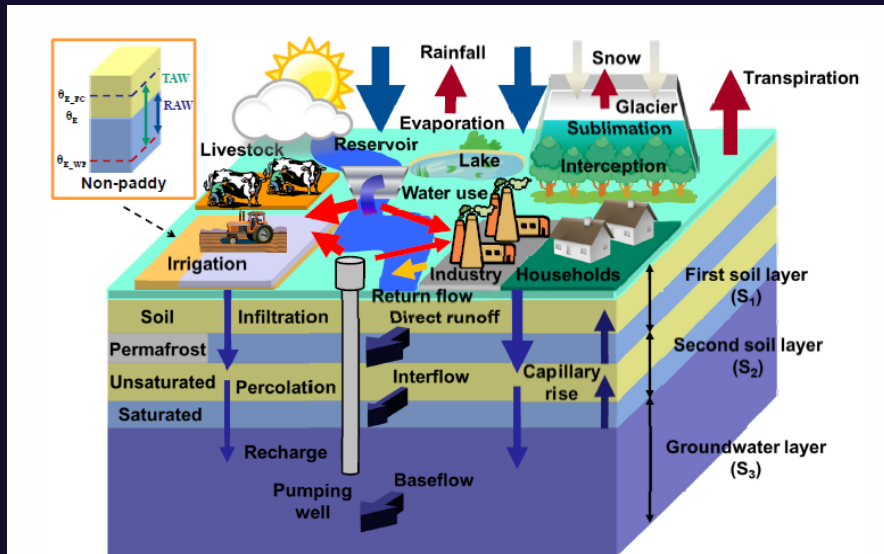 TAW
θE_FC
RAW
θE
θE_WP
Non-paddy
Rainfall
Snow
Transpiration
Glacier
Evaporation
Sublimation
Reservoir
Livestock
Lake
Interception
Water use
Irrigation
Industry
Households
First soil layer
(S1)
Return flow
Soil
Infiltration
Direct runoff
Permafrost
Second soil layer
(S2)
Unsaturated
Percolation
Interflow
Capillary
rise
Saturated
Recharge
Groundwater layer
(S3)
Pumping
well
Baseflow